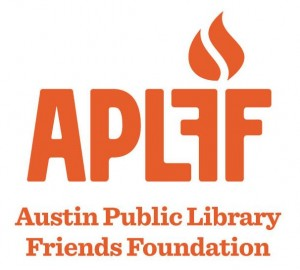 APLFF
Austin Public Library
Friends Foundation